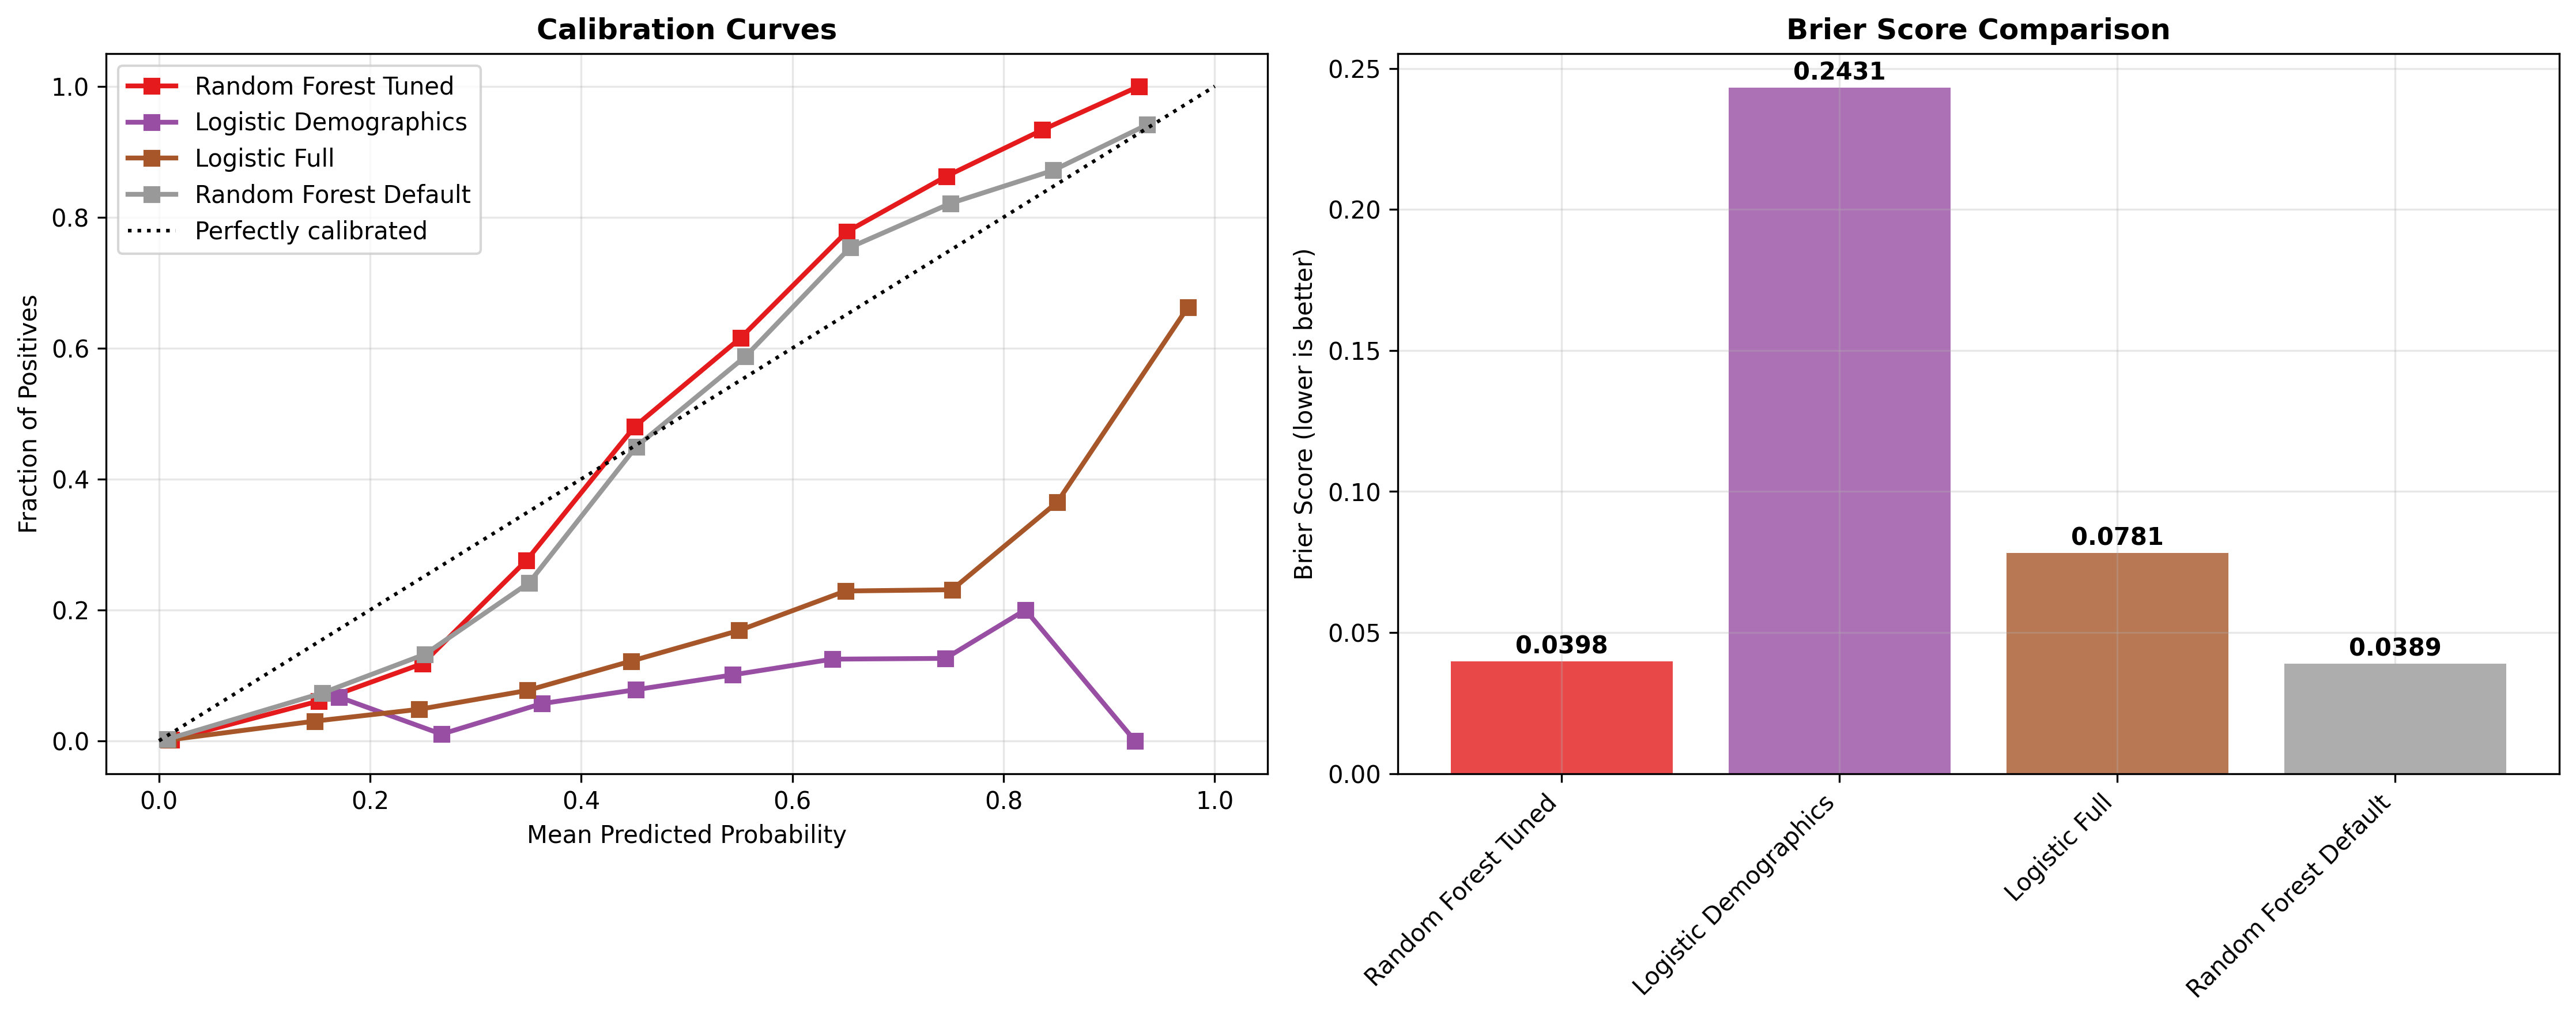 Calibration Curves
Random Forest Tuned
Logistic Demographics
Logistic Full
Random Forest Default
Perfectly calibrated
Fraction of Positives
1.0
0.8
0.6
0.4
0.2
0.0
0.0 0.2 0.4 0.6 0.8 1.0
Mean Predicted Probability
Brier Score Comparison
Brier Score (lower is better)
0.25
0.20
0.15
0.10
0.05
0.00
0.0398
0.2431
0.0781
0.0389
Random Forest Tuned
Logistic Demographics
Logistic Full
Random Forest Default